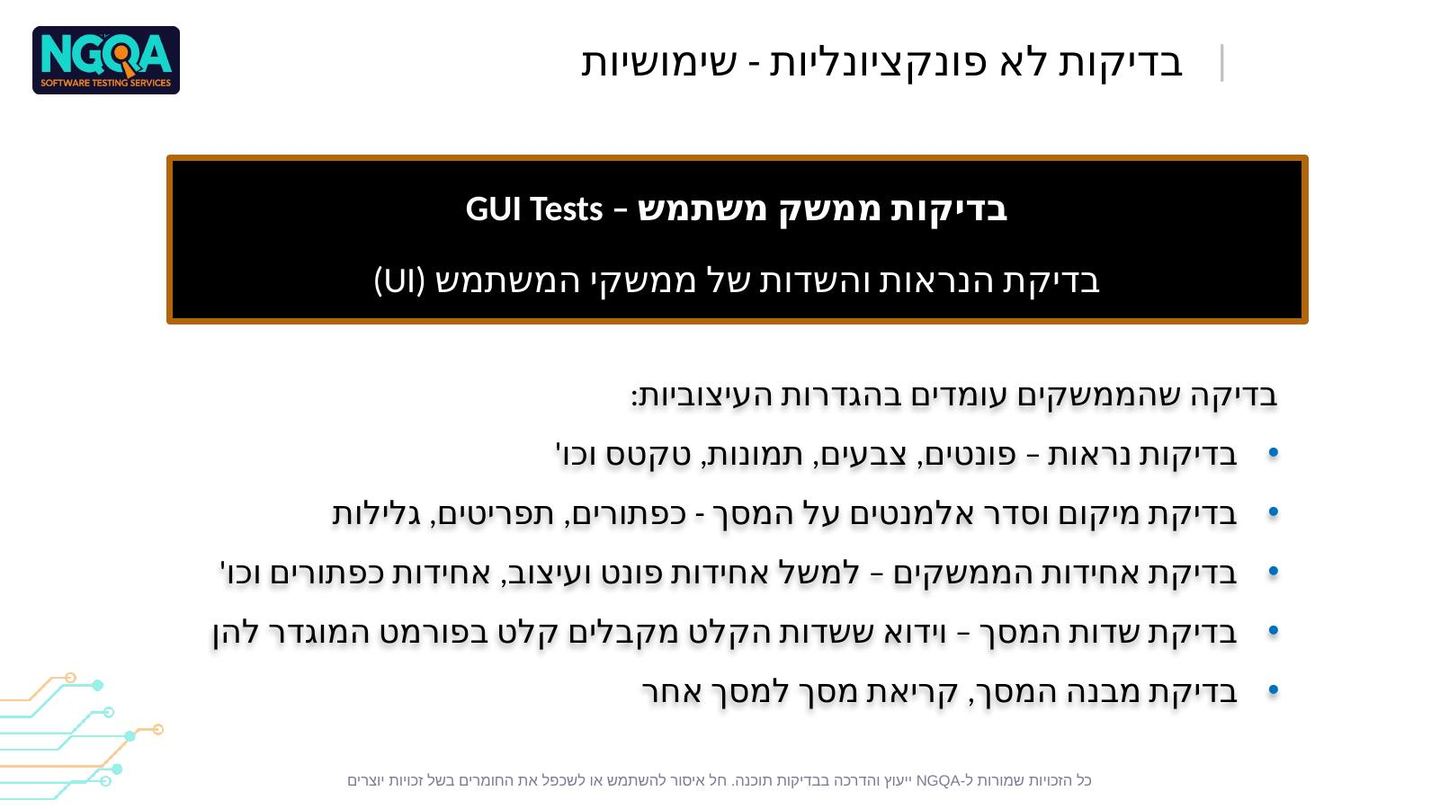 NGQA
SOFTWARE TESTING SERVICES
בדיקות לא פונקציונליות - שימושיות
בדיקות ממשק משתמש – GUI Tests
בדיקת הנראות והשדות של ממשקי המשתמש (UI)
בדיקה שהממשקים עומדים בהגדרות העיצוביות:
• בדיקות נראות – פונטים, צבעים, תמונות, טקטס וכו'
• בדיקת מיקום וסדר אלמנטים על המסך - כפתורים, תפריטים, גלילות
• בדיקת אחידות הממשקים – למשל אחידות פונט ועיצוב, אחידות כפתורים וכו'
• בדיקת שדות המסך – וידוא ששדות הקלט מקבלים קלט בפורמט המוגדר להן
• בדיקת מבנה המסך, קריאת מסך למסך אחר
כל הזכויות שמורות ל-NGQA ייעוץ והדרכה בבדיקות תוכנה. חל איסור להשתמש או לשכפל את החומרים בשל זכויות יוצרים